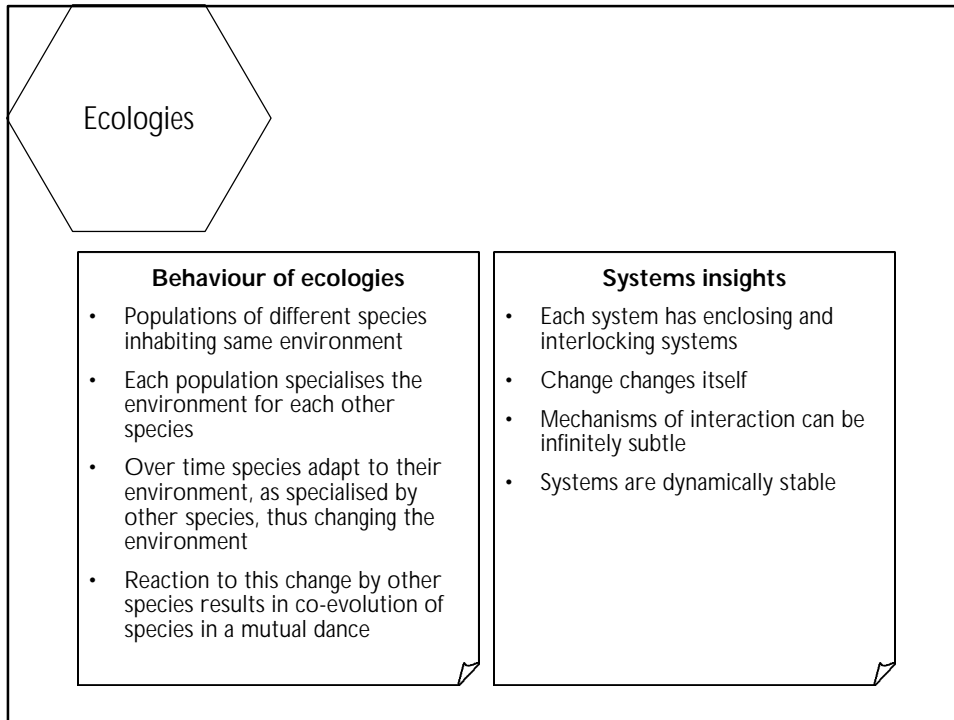 Ecologies
Behaviour of ecologies
• Populations of different species
inhabiting same environment
• Each population specialises the
environment for each other
species
• Over time species adapt to their
environment, as specialised by
other species, thus changing the
environment
• Reaction to this change by other
species results in co-evolution of
species in a mutual dance
Systems insights
• Each system has enclosing and
interlocking systems
• Change changes itself
• Mechanisms of interaction can be
infinitely subtle
• Systems are dynamically stable